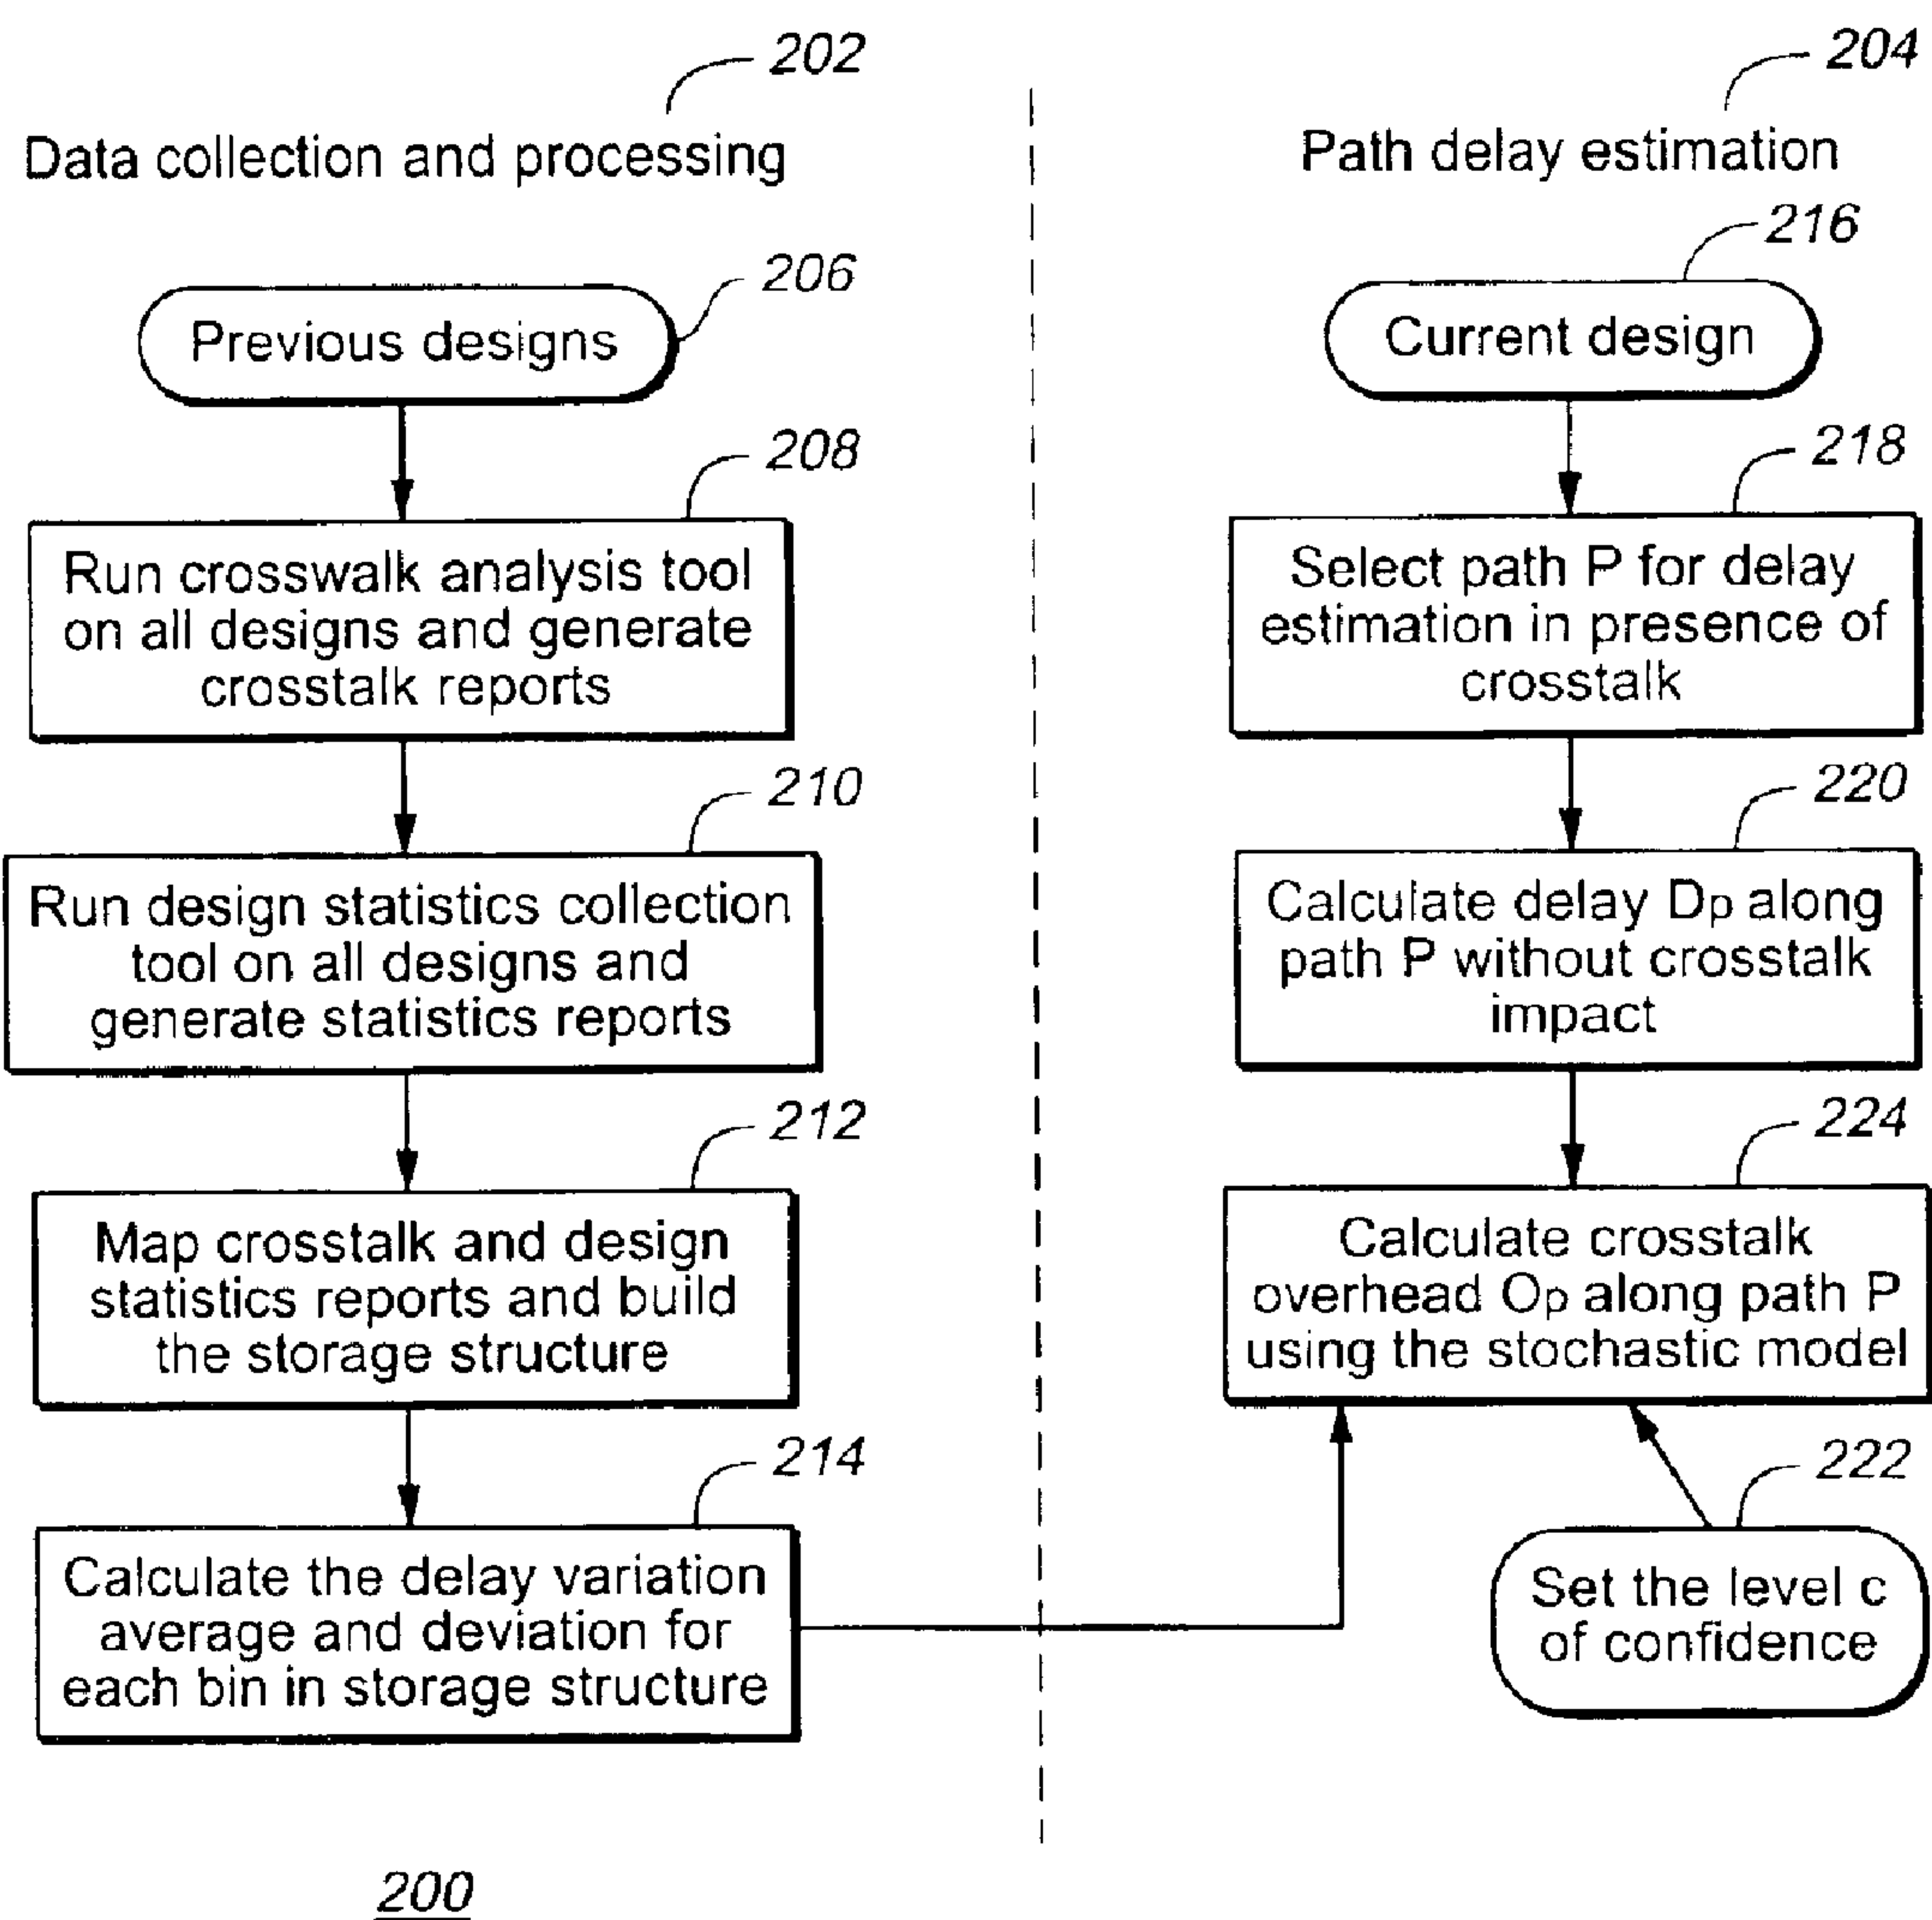 202
Data collection and processing
206
Previous designs
208
Run crosswalk analysis tool
on all designs and generate
crosstalk reports
210
Run design statistics collection
tool on all designs and
generate statistics reports
212
Map crosstalk and design
statistics reports and build
the storage structure
214
Calculate the delay variation
average and deviation for
each bin in storage structure
204
Path delay estimation
216
Current design
218
Select path P for delay
estimation in presence of
crosstalk
220
Calculate delay Dp along
path P without crosstalk
impact
224
Calculate crosstalk
overhead Op along path P
using the stochastic model
222
Set the level c
of confidence
200